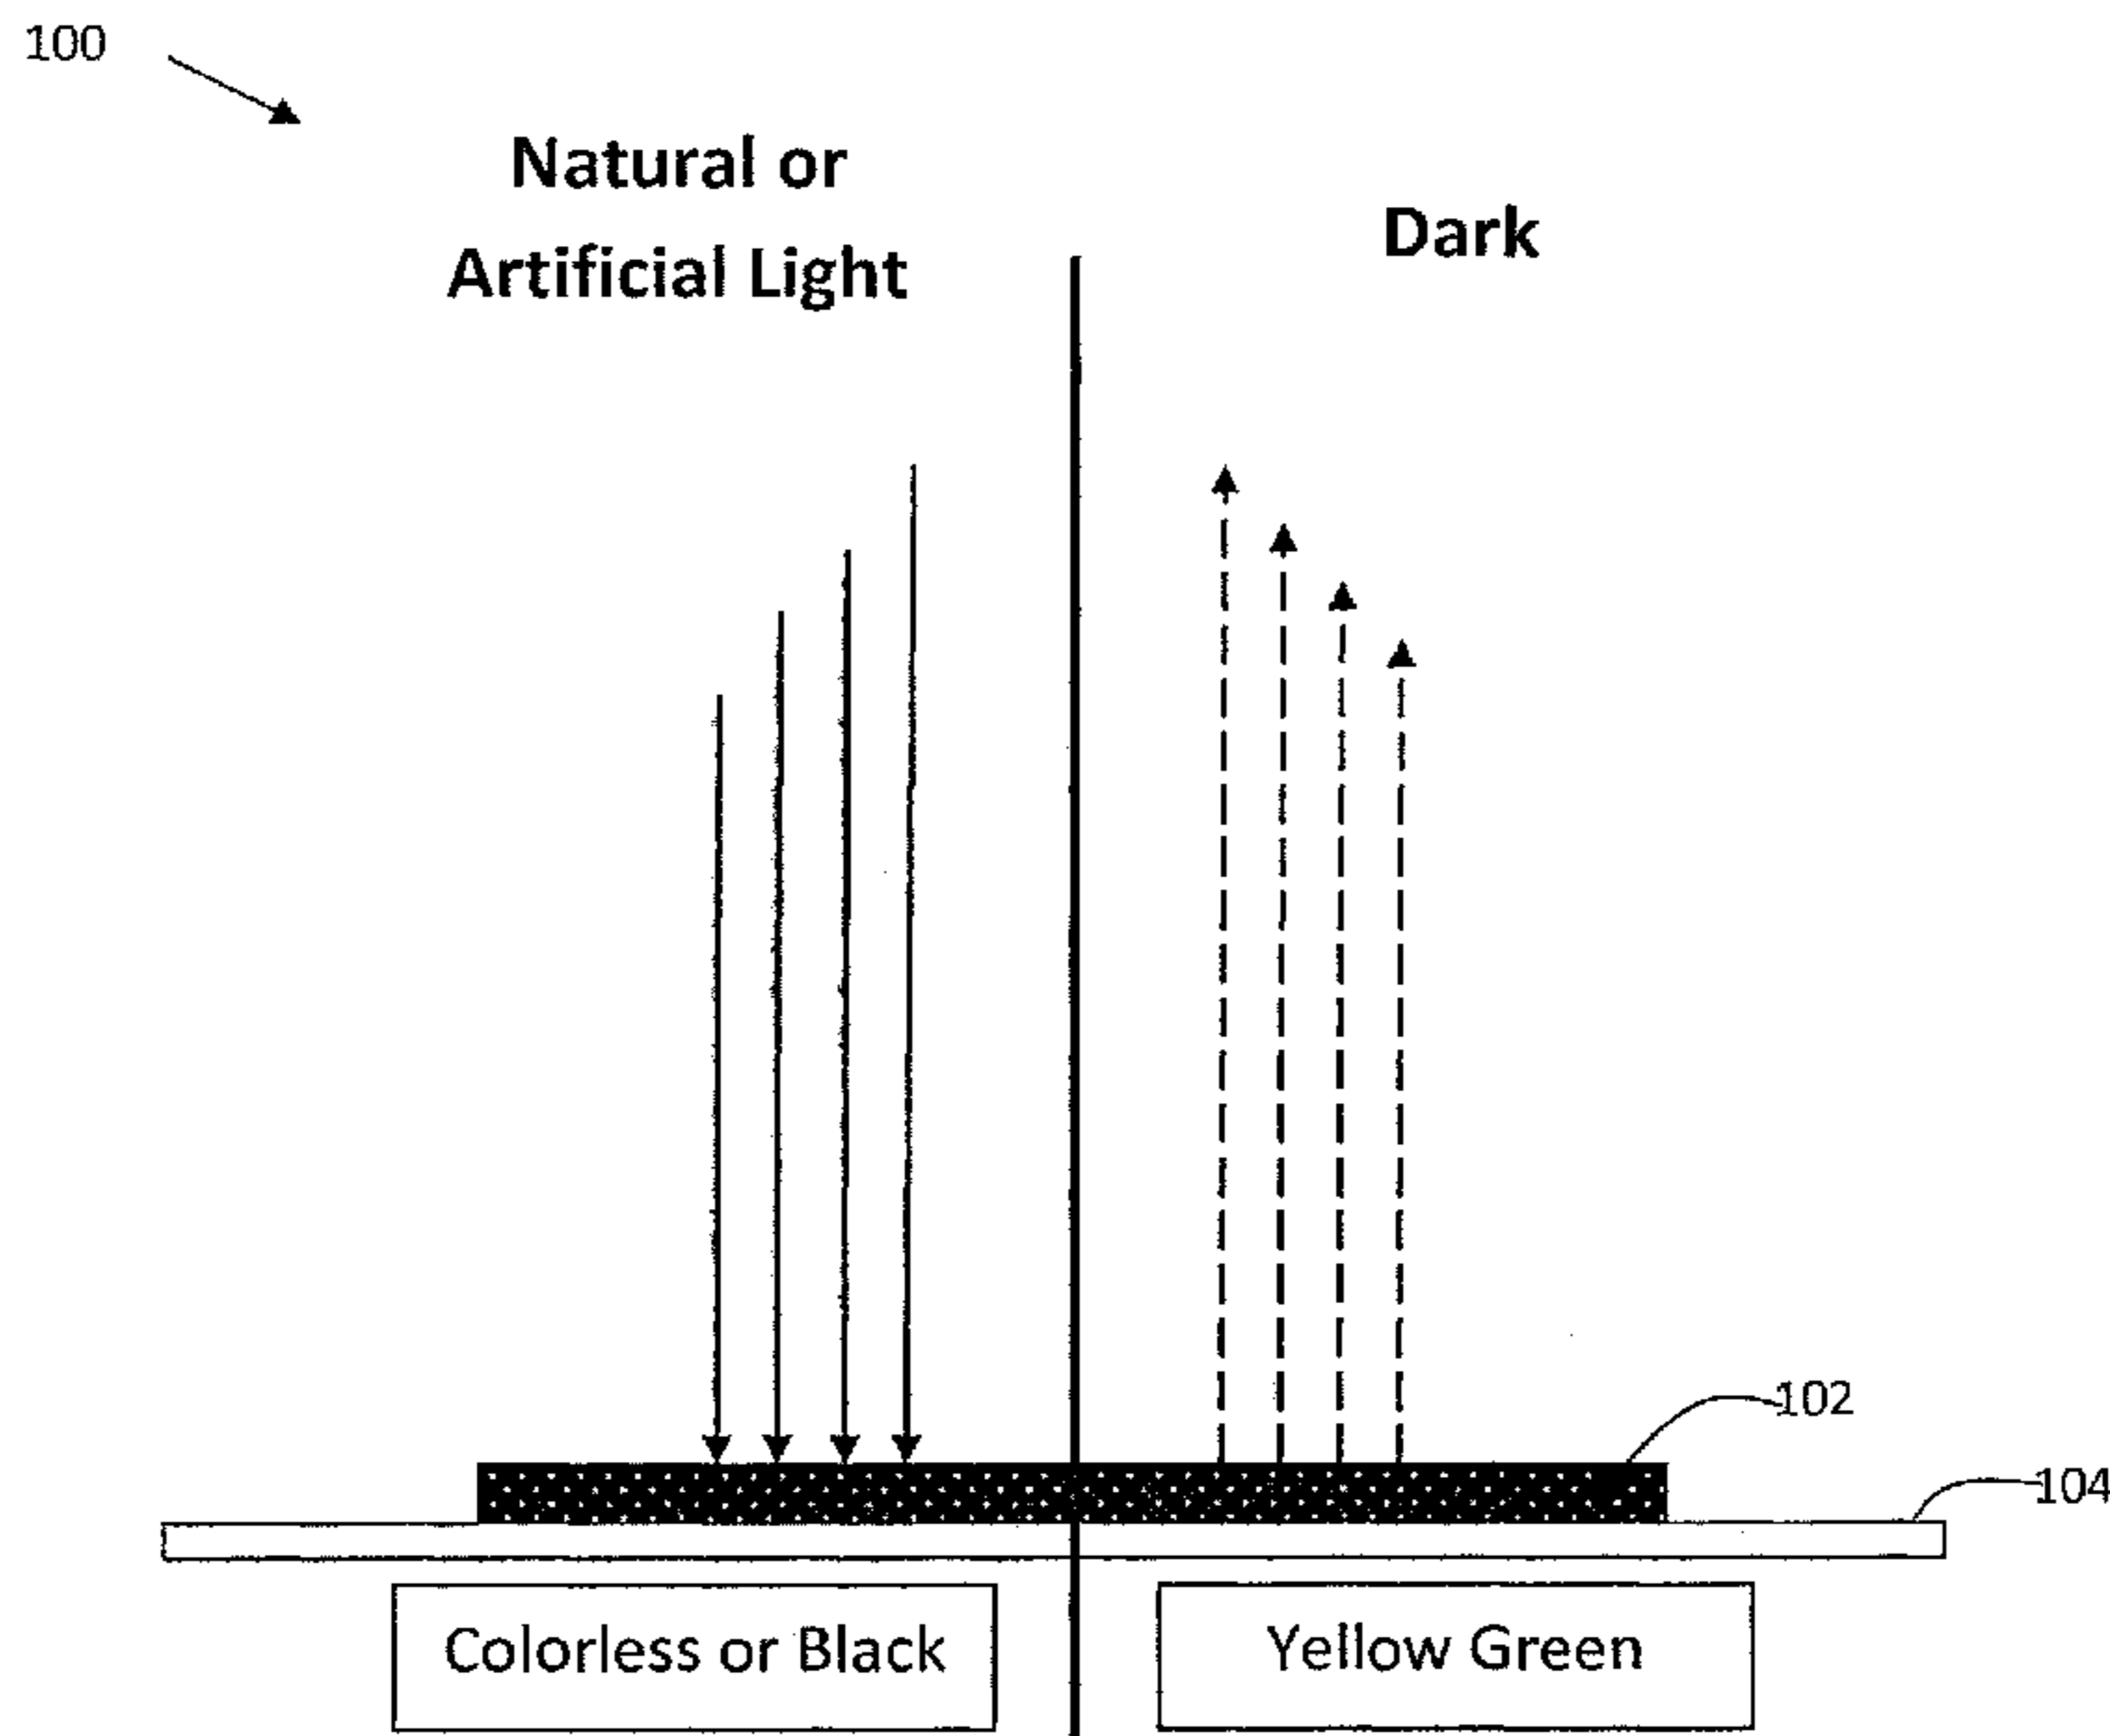 100
Natural or
Artificial Light
Dark
102
104
Colorless or Black
Yellow Green